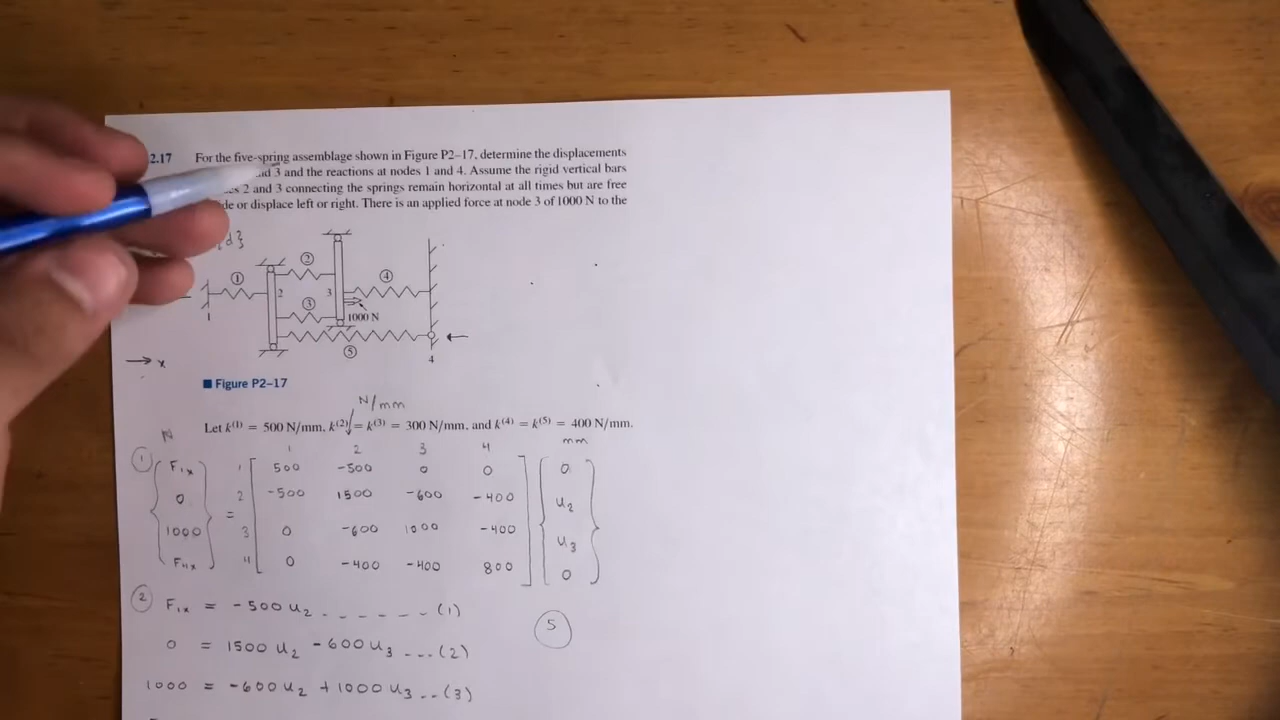 2.17 For the five-spring assemblage shown in Figure P2–17, determine the displacements
3 and the reactions at nodes 1 and 4. Assume the rigid vertical bars
2 and 3 connecting the springs remain horizontal at all times but are free
or displace left or right. There is an applied force at node 3 of 1000 N to the
d}
① ② ③ ④ ⑤
1 2 3 4
1000 N
→ x
Figure P2–17
N/mm
Let k(1) = 500 N/mm, k(2) = k(3) = 300 N/mm, and k(4) = k(5) = 400 N/mm.
N mm
1 2 3 4
① F1x 1 500 -500 0 0 0
0 = 2 -500 1500 -600 -400 u2
1000 3 0 -600 1000 -400 u3
F4x 4 0 -400 -400 800 0
② F1x = -500 u2 - - - - - - (1)
5
0 = 1500 u2 - 600 u3 ... (2)
1000 = -600 u2 + 1000 u3 .. (3)